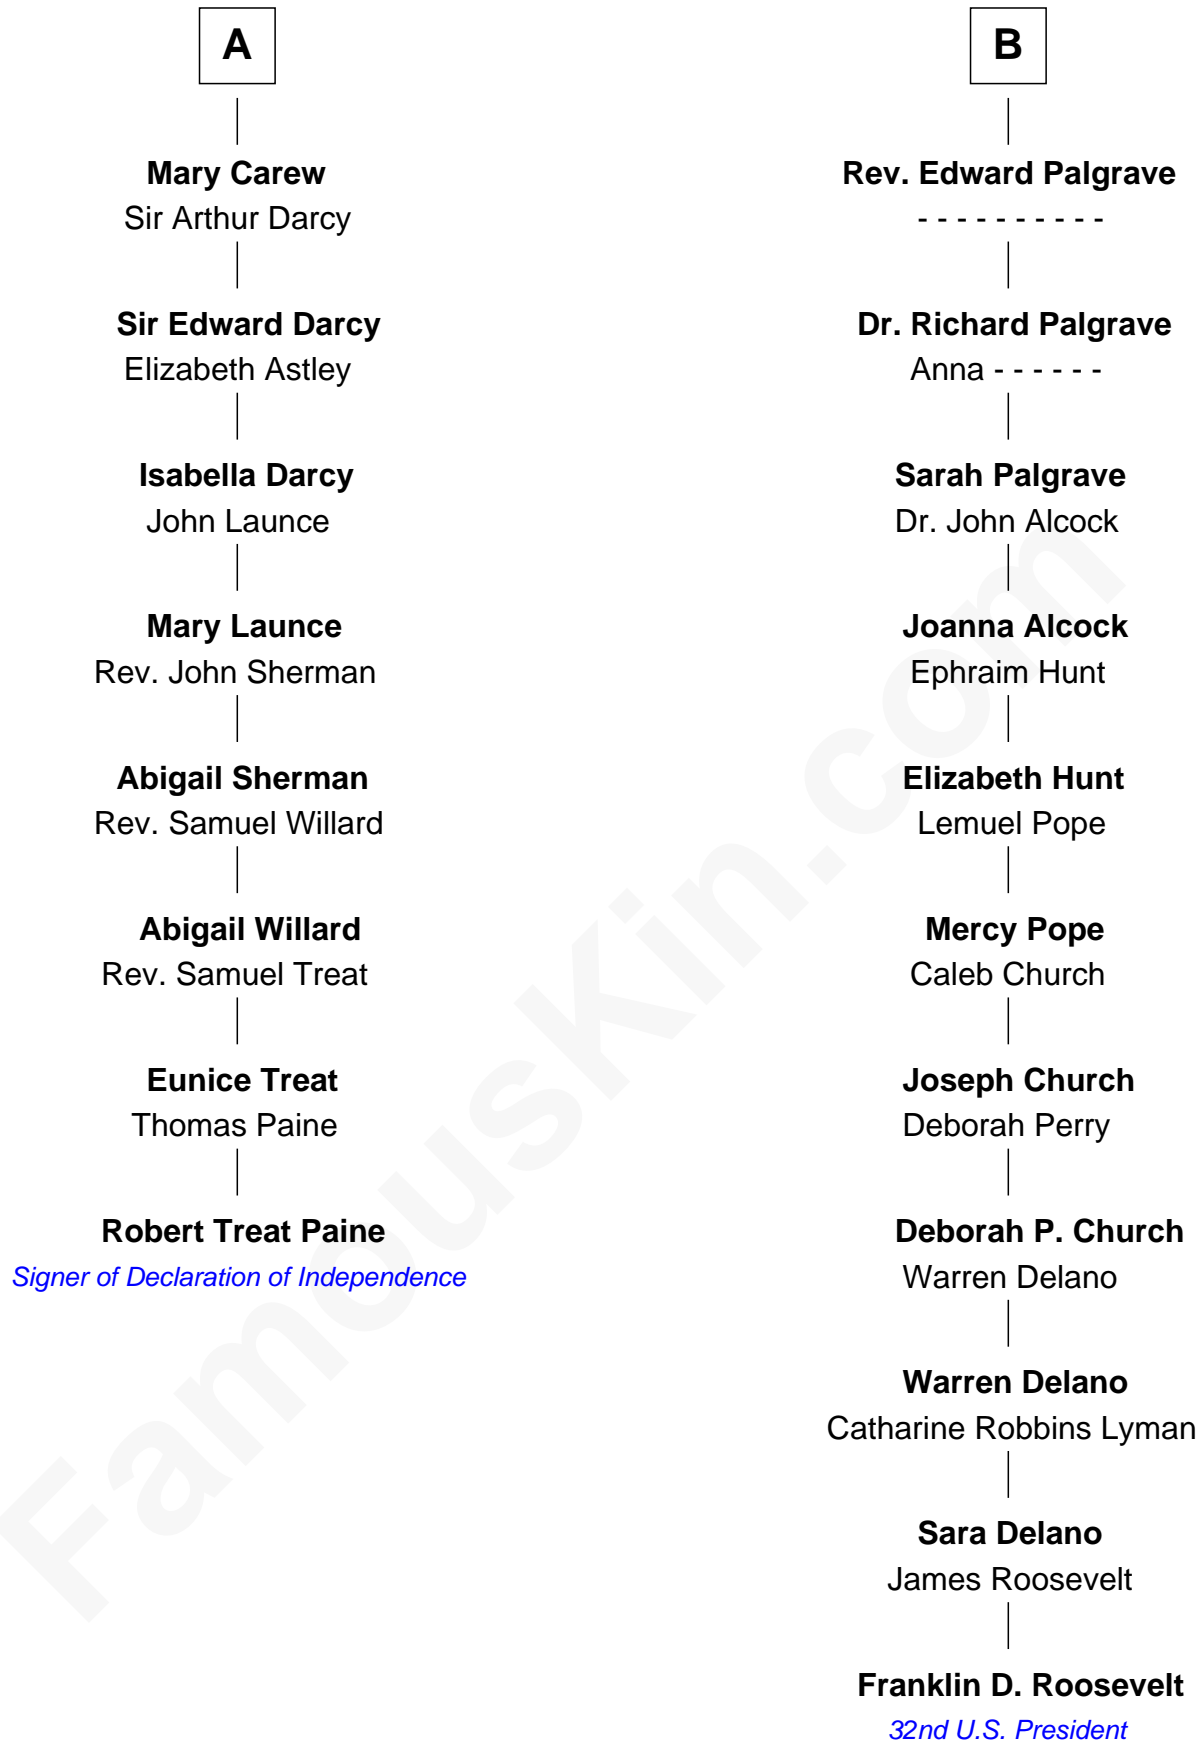 A
Mary Carew
Sir Arthur Darcy
Sir Edward Darcy
Elizabeth Astley
Isabella Darcy
John Launce
Mary Launce
Rev. John Sherman
Abigail Sherman
Rev. Samuel Willard
Abigail Willard
Rev. Samuel Treat
Eunice Treat
Thomas Paine
Robert Treat Paine
Signer of Declaration of Independence
B
Rev. Edward Palgrave
- - - - - - - - - -
Dr. Richard Palgrave
Anna - - - - - -
Sarah Palgrave
Dr. John Alcock
Joanna Alcock
Ephraim Hunt
Elizabeth Hunt
Lemuel Pope
Mercy Pope
Caleb Church
Joseph Church
Deborah Perry
Deborah P. Church
Warren Delano
Warren Delano
Catharine Robbins Lyman
Sara Delano
James Roosevelt
Franklin D. Roosevelt
32nd U.S. President
FamousKin.com